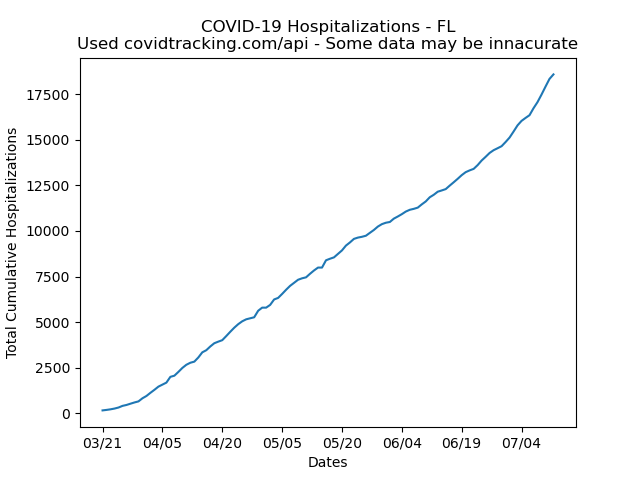 COVID-19 Hospitalizations - FL
Used covidtracking.com/api - Some data may be innacurate
Total Cumulative Hospitalizations
17500
15000
12500
10000
7500
5000
2500
0
03/21 04/05 04/20 05/05 05/20 06/04 06/19 07/04
Dates